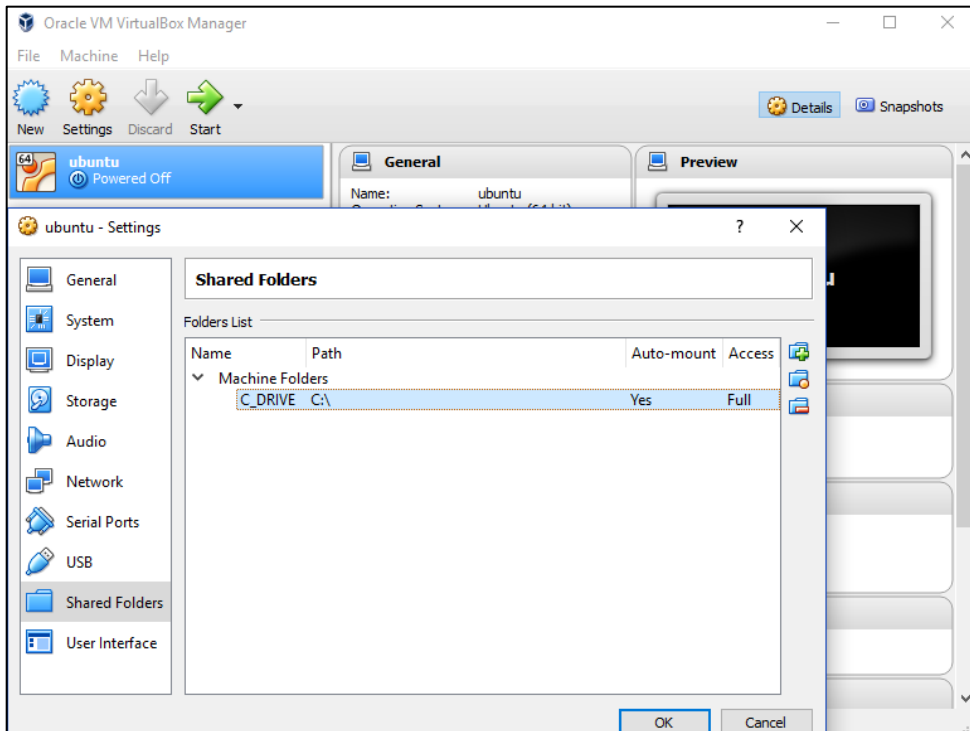 Oracle VM VirtualBox Manager
File Machine Help
New Settings Discard Start Details Snapshots
64 ubuntu
Powered Off
General
Preview
Name: ubuntu
ubuntu - Settings ? 
General
System
Display
Storage
Audio
Network
Serial Ports
USB
Shared Folders
User Interface
Shared Folders
Folders List
Name Path Auto-mount Access
Machine Folders
C_DRIVE C:\ Yes Full
OK Cancel